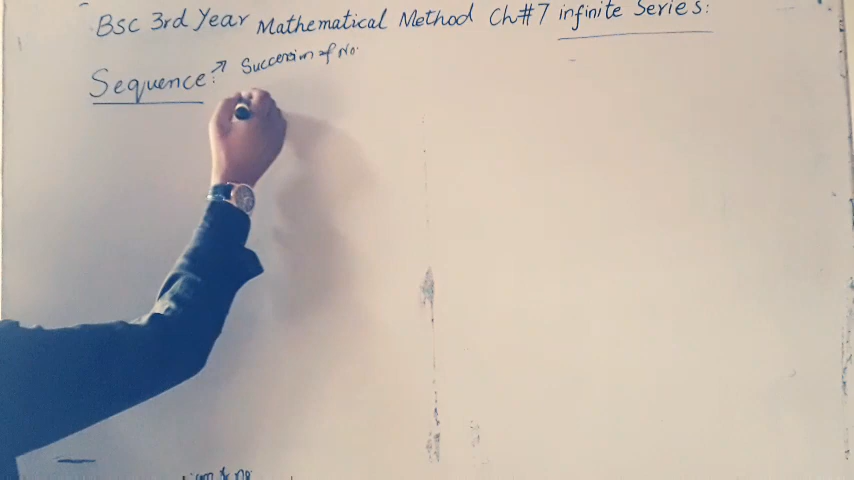 Bsc 3rd Year Mathematical Method Ch#7 infinite Series:
Sequence: Succession of No.